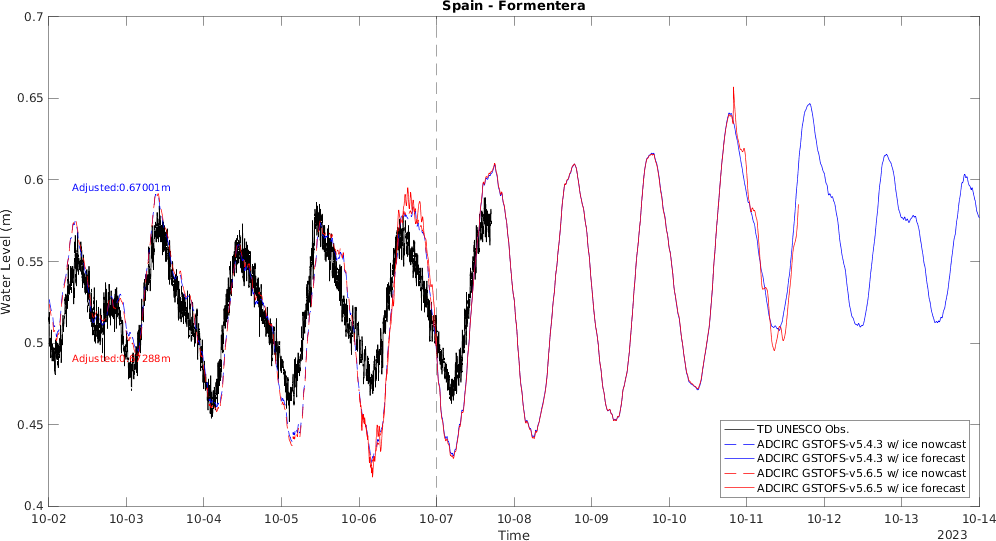 Spain - Formentera
0.7
0.65
0.6
0.55
0.5
0.45
0.4
Water Level (m)
Adjusted:0.67001m
Adjusted:0.67288m
TD UNESCO Obs.
ADCIRC GSTOFS-v5.4.3 w/ ice nowcast
ADCIRC GSTOFS-v5.4.3 w/ ice forecast
ADCIRC GSTOFS-v5.6.5 w/ ice nowcast
ADCIRC GSTOFS-v5.6.5 w/ ice forecast
10-02 10-03 10-04 10-05 10-06 10-07 10-08 10-09 10-10 10-11 10-12 10-13 10-14
Time
2023